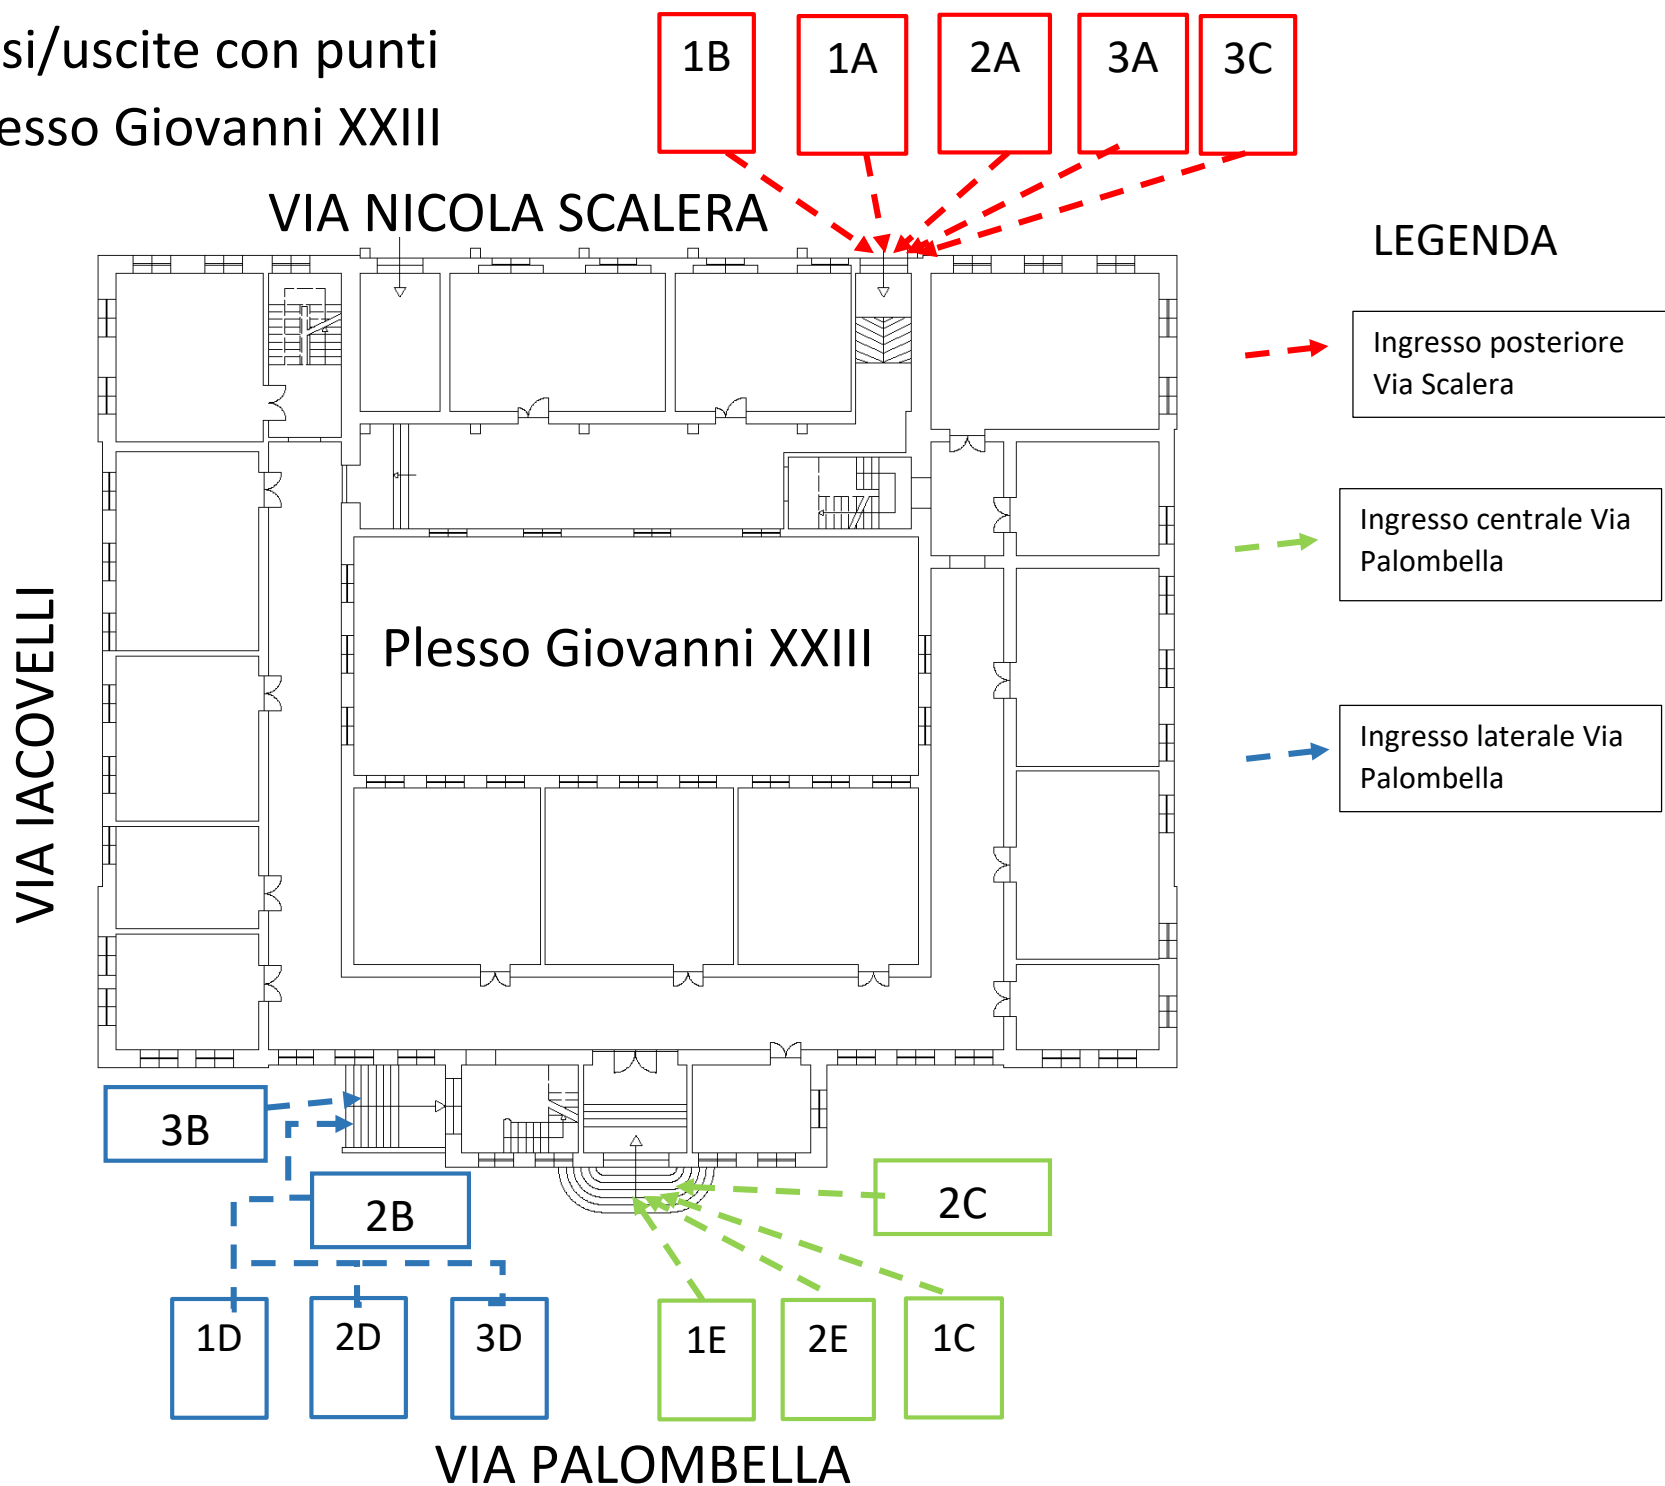 si/uscite con punti
esso Giovanni XXIII
1B
1A
2A
3A
3C
VIA NICOLA SCALERA
LEGENDA
Ingresso posteriore
Via Scalera
Ingresso centrale Via
Palombella
Ingresso laterale Via
Palombella
VIA IACOVELLI
Plesso Giovanni XXIII
3B
2B
2C
1D
2D
3D
1E
2E
1C
VIA PALOMBELLA